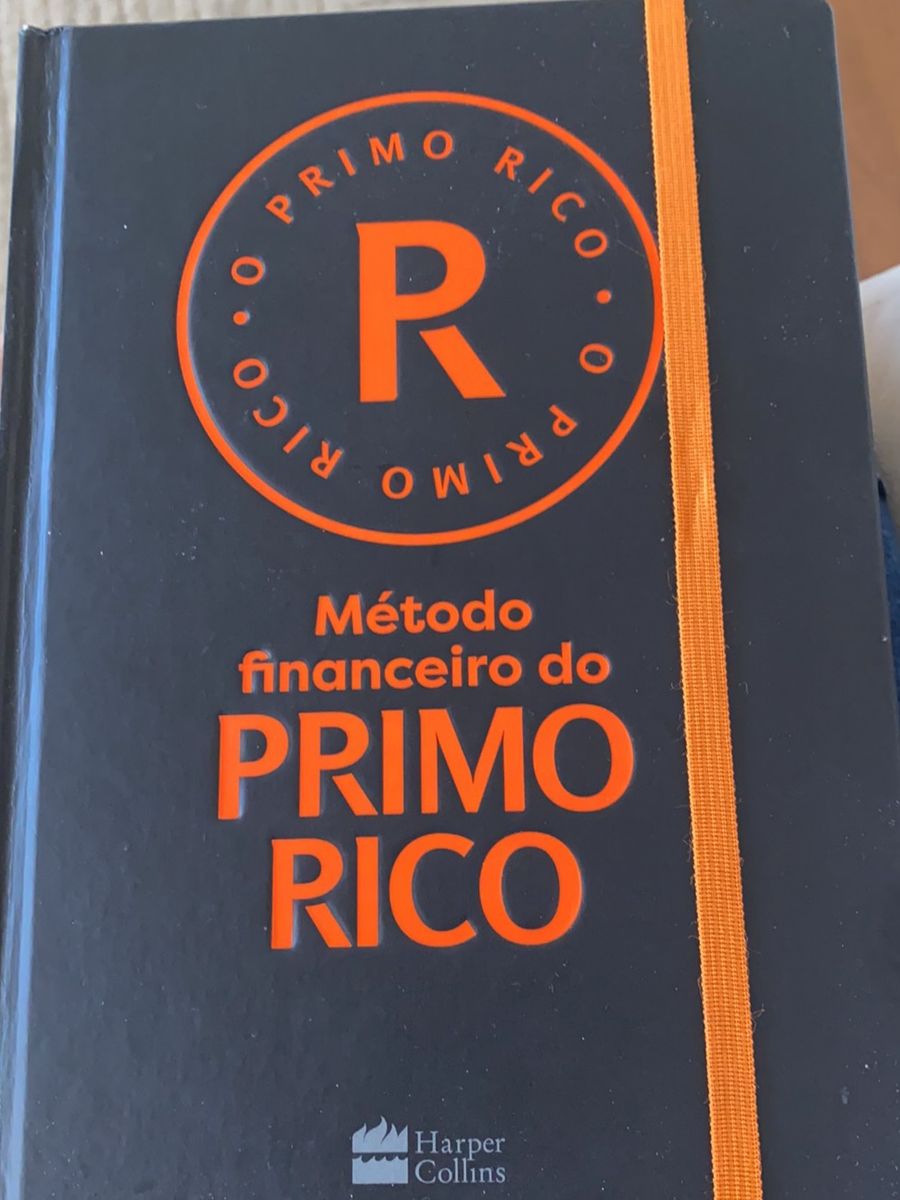 O PRIMO RICO · O PRIMO RICO ·
R
Método
financeiro do
PRIMO
RICO
Harper
Collins